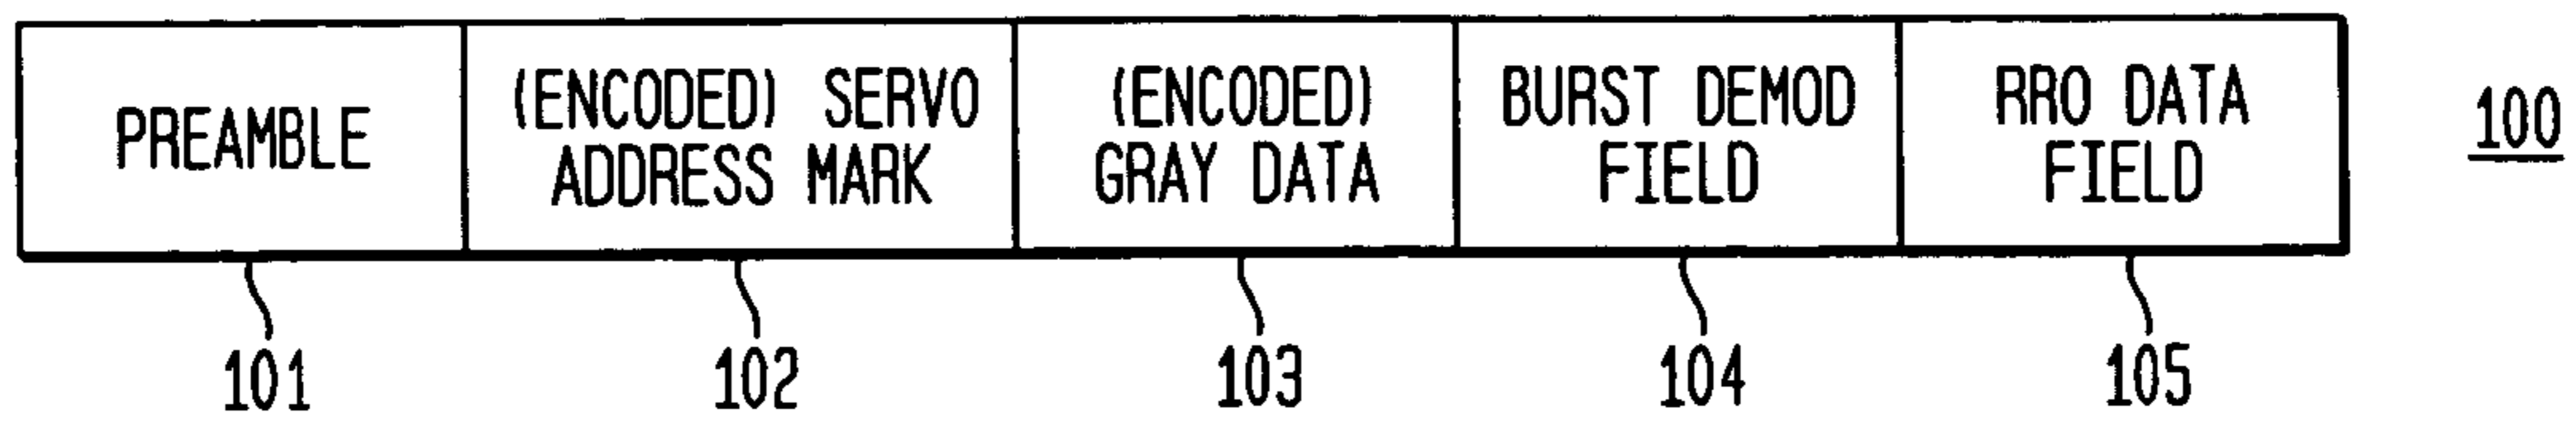 PREAMBLE
(ENCODED) SERVO
ADDRESS MARK
(ENCODED)
GRAY DATA
BURST DEMOD
FIELD
RRO DATA
FIELD
100
101
102
103
104
105